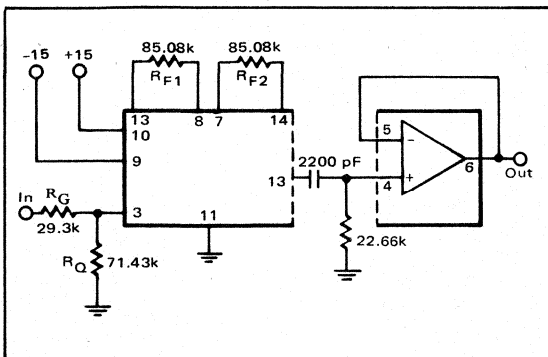 85.08k 85.08k
-15 +15
RF1 RF2
13 8 7 14
10
5
9
2200 pF
6
13
4
Out
In RG
3
29.3k
11
22.66k
RQ 71.43k